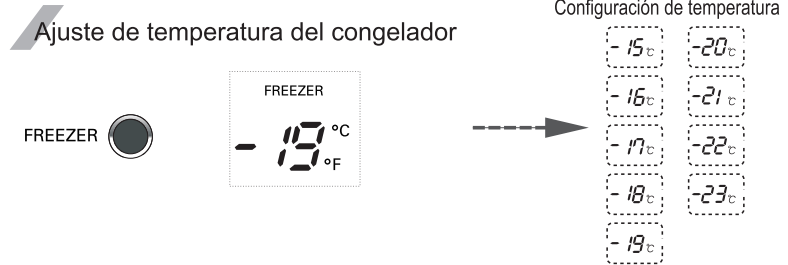 Configuración de temperatura
Ajuste de temperatura del congelador
FREEZER
FREEZER
- 19 °C
°F
- 15 ℃
- 16 ℃
- 17 ℃
- 18 ℃
- 19 ℃
-20 ℃
-21 ℃
-22 ℃
-23 ℃